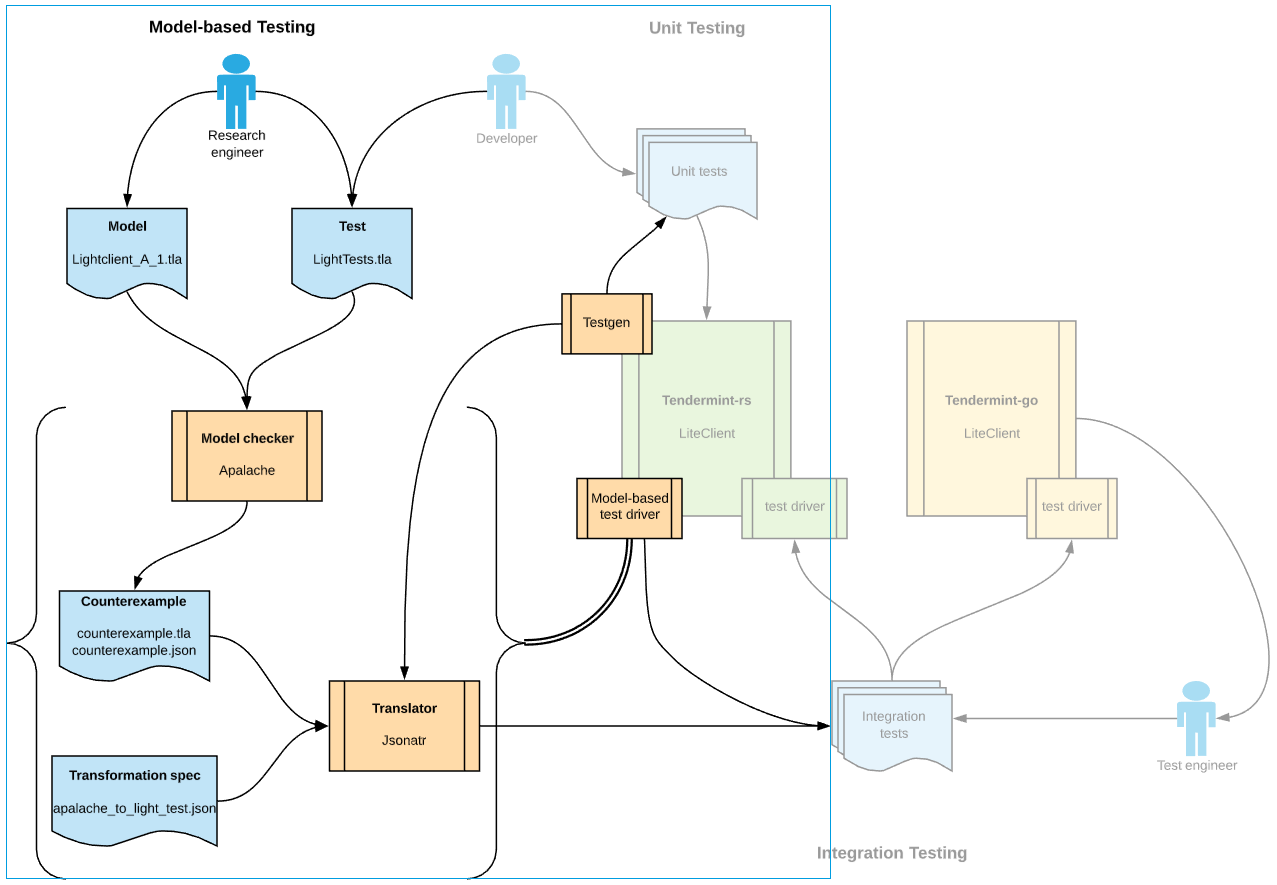 Model-based Testing
Unit Testing
Research
engineer
Developer
Unit tests
Model
Lightclient_A_1.tla
Test
LightTests.tla
Testgen
Tendermint-rs
LiteClient
Tendermint-go
LiteClient
Model checker
Apalache
Model-based
test driver
test driver
test driver
Counterexample
counterexample.tla
counterexample.json
Translator
Jsonatr
Integration
tests
Test engineer
Transformation spec
apalache_to_light_test.json
Integration Testing